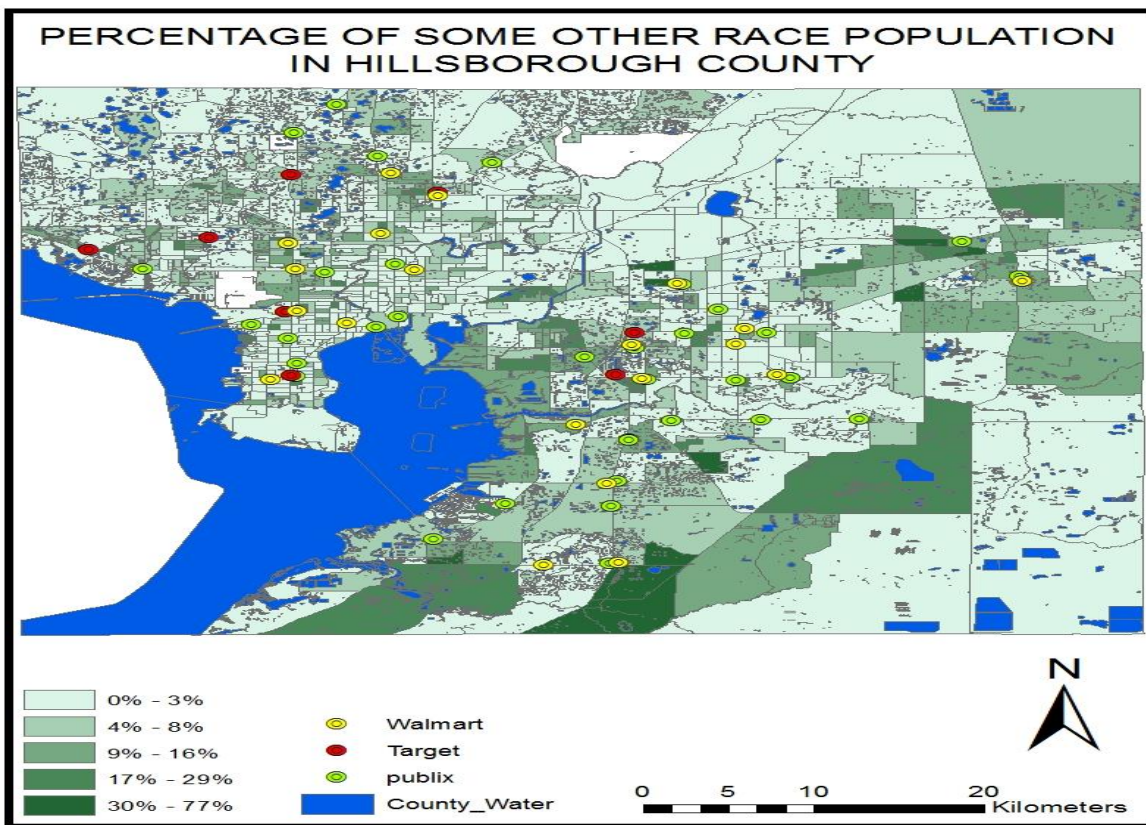 PERCENTAGE OF SOME OTHER RACE POPULATION
IN HILLSBOROUGH COUNTY
0% - 3%
4% - 8%
9% - 16%
17% - 29%
30% - 77%
Walmart
Target
publix
County_Water
N
0 5 10 20
Kilometers